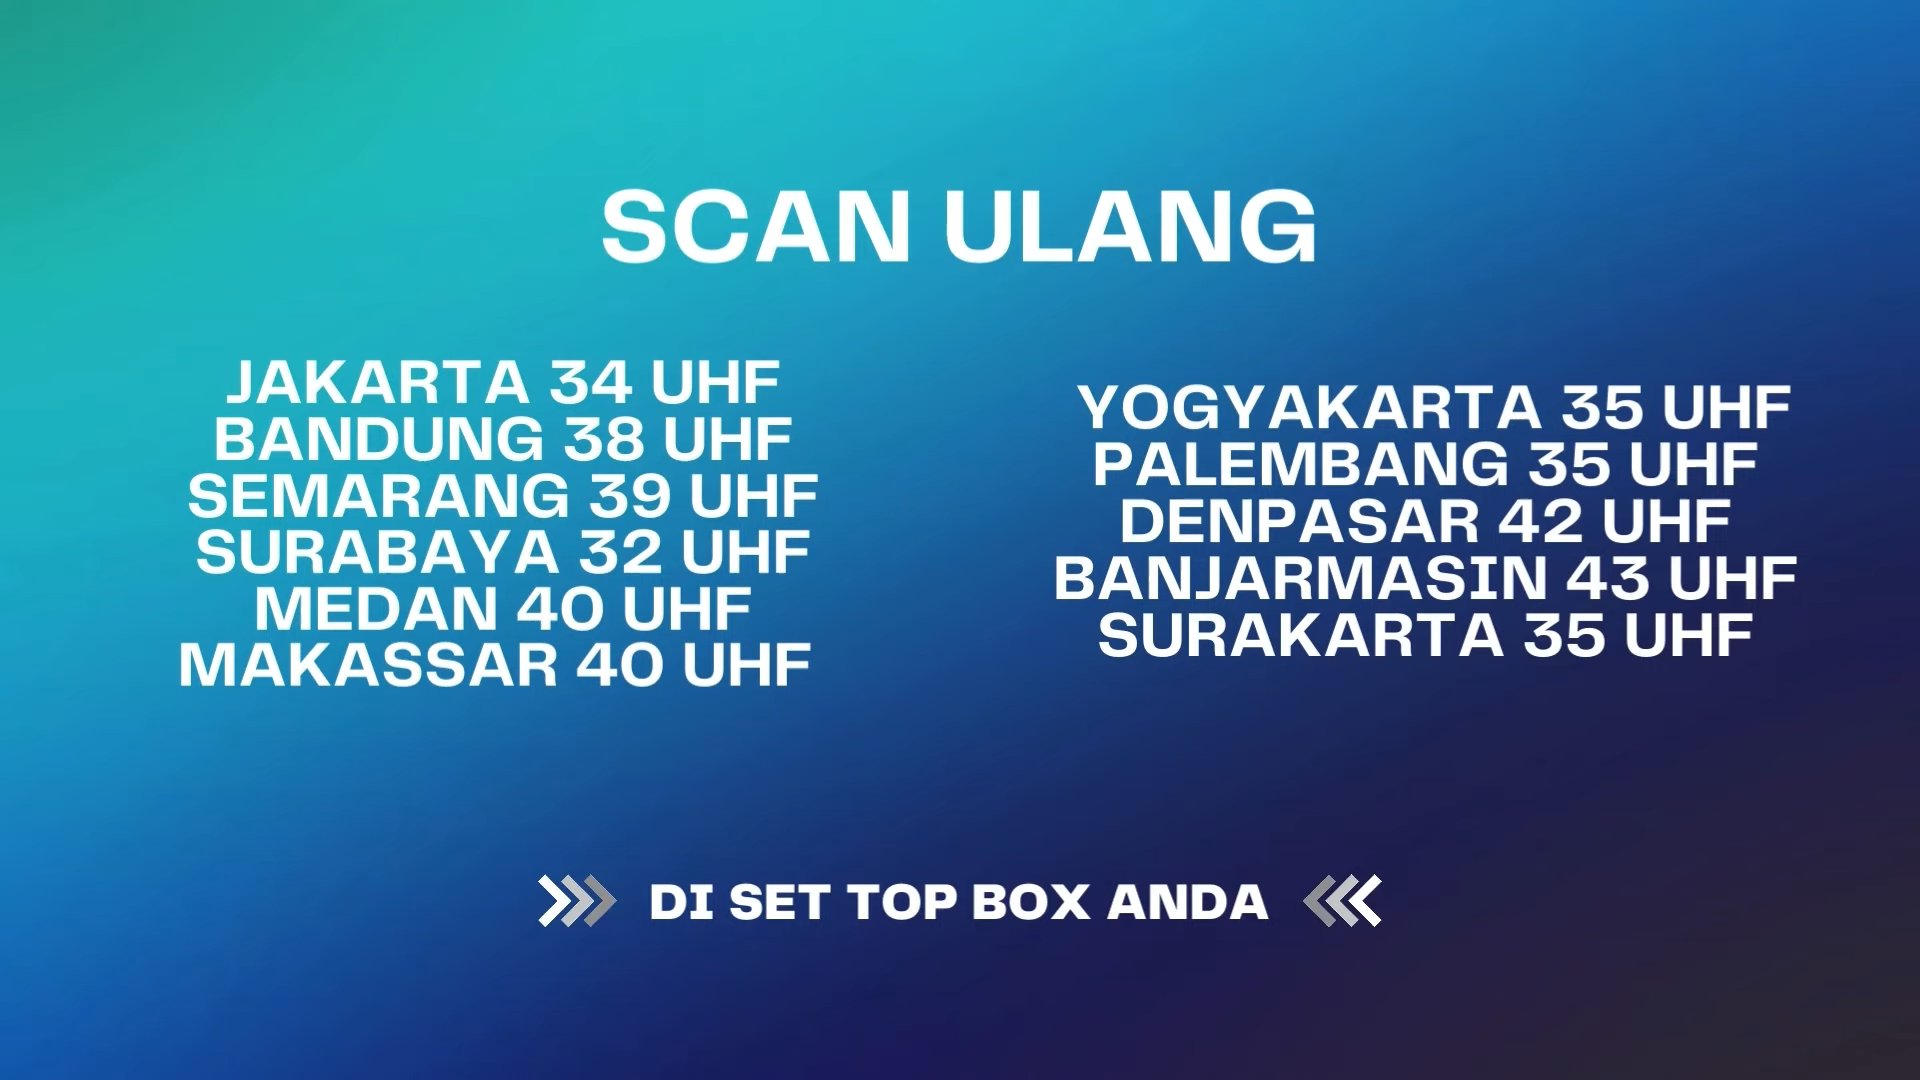 SCAN ULANG
JAKARTA 34 UHF
BANDUNG 38 UHF
SEMARANG 39 UHF
SURABAYA 32 UHF
MEDAN 40 UHF
MAKASSAR 40 UHF
YOGYAKARTA 35 UHF
PALEMBANG 35 UHF
DENPASAR 42 UHF
BANJARMASIN 43 UHF
SURAKARTA 35 UHF
DI SET TOP BOX ANDA